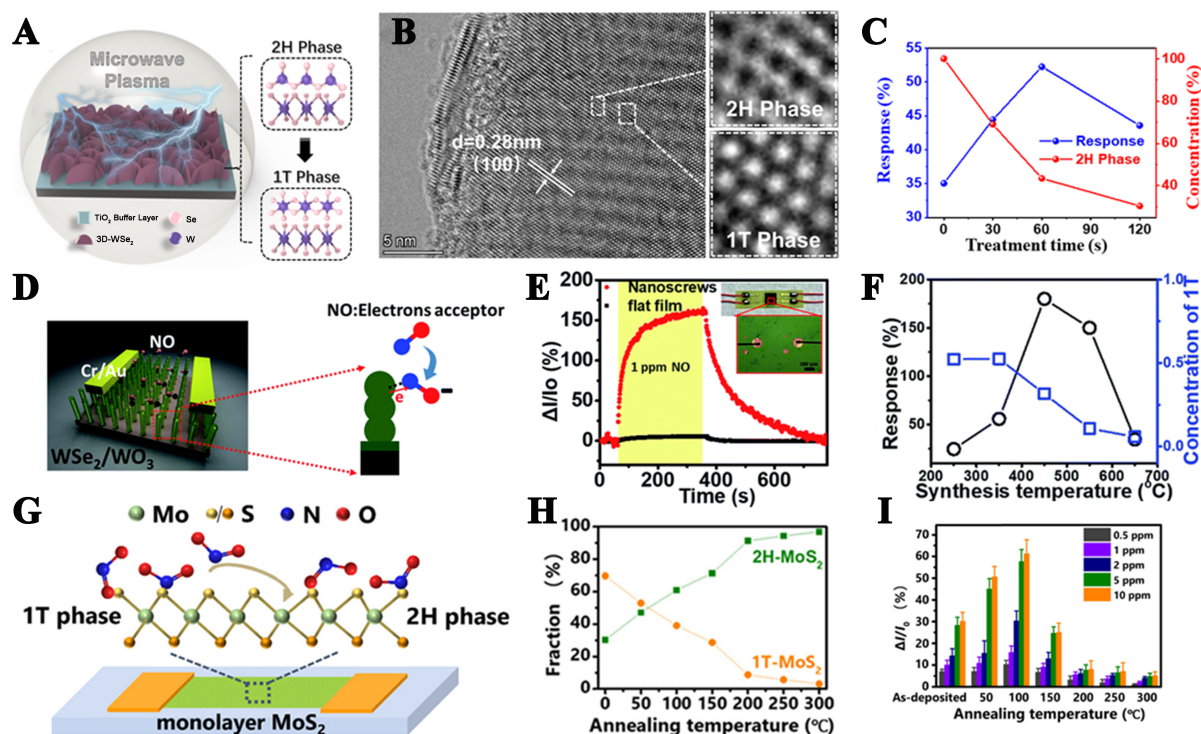 A
Microwave
Plasma
2H Phase
1T Phase
TiO₂ Buffer Layer
Se
3D-WSe₂
W
B
d=0.28nm
(100)
5 nm
2H Phase
1T Phase
C
Response (%)
55
50
45
40
35
30
Response
2H Phase
0 30 60 90 120
Treatment time (s)
100
80
60
40
Concentration (%)
D
NO
Cr/Au
WSe₂/WO₃
NO:Electrons acceptor
e
E
ΔI/Io (%)
200
150
100
50
0
Nanoscrews
flat film
1 ppm NO
0 200 400 600
Time (s)
F
Response (%)
200
150
100
50
1.0
0.5
0.0
Concentration of 1T
200 300 400 500 600 700
Synthesis temperature (°C)
G
Mo / S N O
1T phase
2H phase
monolayer MoS₂
H
Fraction (%)
100
80
60
40
20
0
2H-MoS₂
1T-MoS₂
0 50 100 150 200 250 300
Annealing temperature (℃)
I
ΔI/I₀ (%)
70
60
50
40
30
20
10
0
0.5 ppm
1 ppm
2 ppm
5 ppm
10 ppm
As-deposited 50 100 150 200 250 300
Annealing temperature (℃)